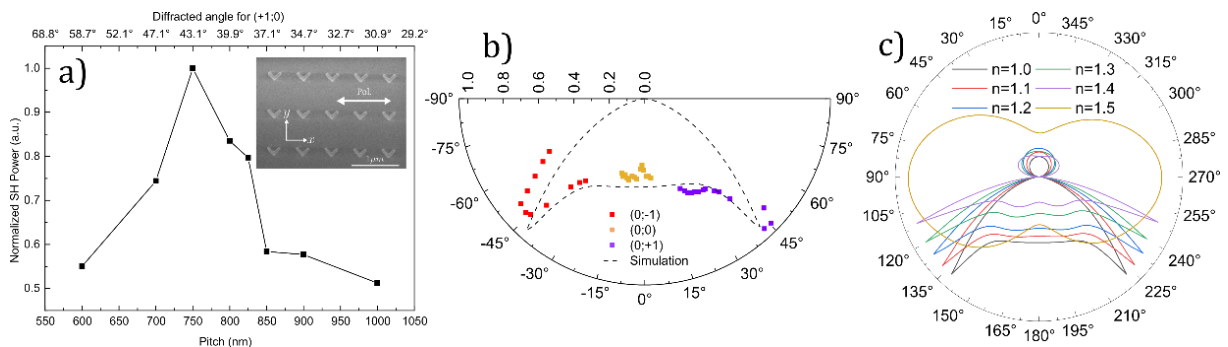 Diffracted angle for (+1;0)
68.8° 58.7° 52.1° 47.1° 43.1° 39.9° 37.1° 34.7° 32.7° 30.9° 29.2°
a)
Normalized SH Power (a.u.)
1.0
0.9
0.8
0.7
0.6
0.5
550 600 650 700 750 800 850 900 950 1000 1050
Pitch (nm)
Pol.
y
x
1µm
b)
1.0 0.8 0.6 0.4 0.2 0.0
-90° 90°
-75° 75°
-60° 60°
-45° 45°
-30° 30°
-15° 15°
0°
(0;-1)
(0;0)
(0;+1)
Simulation
c)
0°
15° 345°
30° 330°
45° 315°
60° 300°
75° 285°
90° 270°
105° 255°
120° 240°
135° 225°
150° 210°
165° 195°
180°
n=1.0 n=1.3
n=1.1 n=1.4
n=1.2 n=1.5